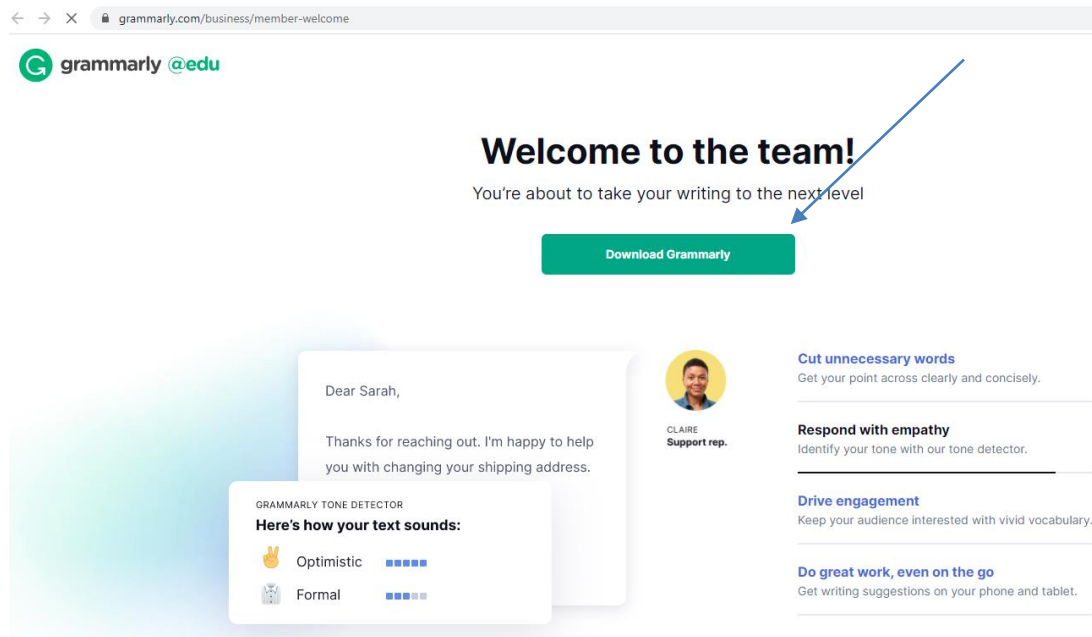 grammarly.com/business/member-welcome
grammarly @edu
Welcome to the team!
You're about to take your writing to the next level
Download Grammarly
Dear Sarah,
Thanks for reaching out. I'm happy to help
you with changing your shipping address.
GRAMMARLY TONE DETECTOR
Here's how your text sounds:
Optimistic
Formal
CLAIRE
Support rep.
Cut unnecessary words
Get your point across clearly and concisely.
Respond with empathy
Identify your tone with our tone detector.
Drive engagement
Keep your audience interested with vivid vocabulary.
Do great work, even on the go
Get writing suggestions on your phone and tablet.